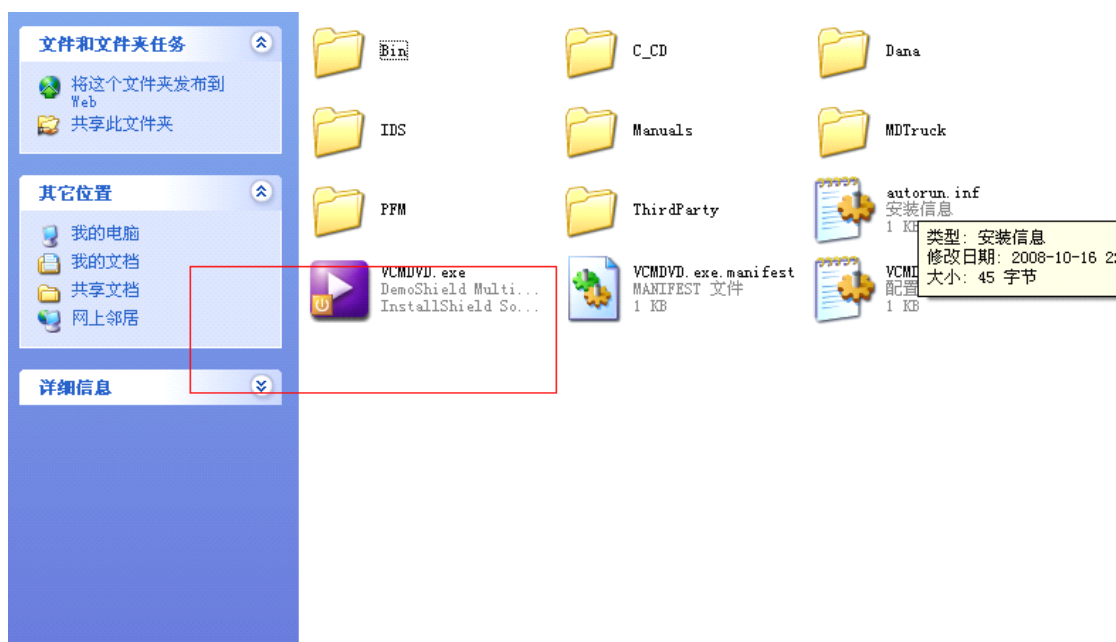 文件和文件夹任务
将这个文件夹发布到
Web
共享此文件夹
其它位置
我的电脑
我的文档
共享文档
网上邻居
详细信息
Bin
C_CD
Dana
IDS
Manuals
MDTruck
PFM
ThirdParty
autorun.inf
安装信息
1 KB
VCMDVD.exe
DemoShield Multi...
InstallShield So...
VCMDVD.exe.manifest
MANIFEST 文件
1 KB
VCMD
配置
1 KB
类型: 安装信息
修改日期: 2008-10-16 2
大小: 45 字节